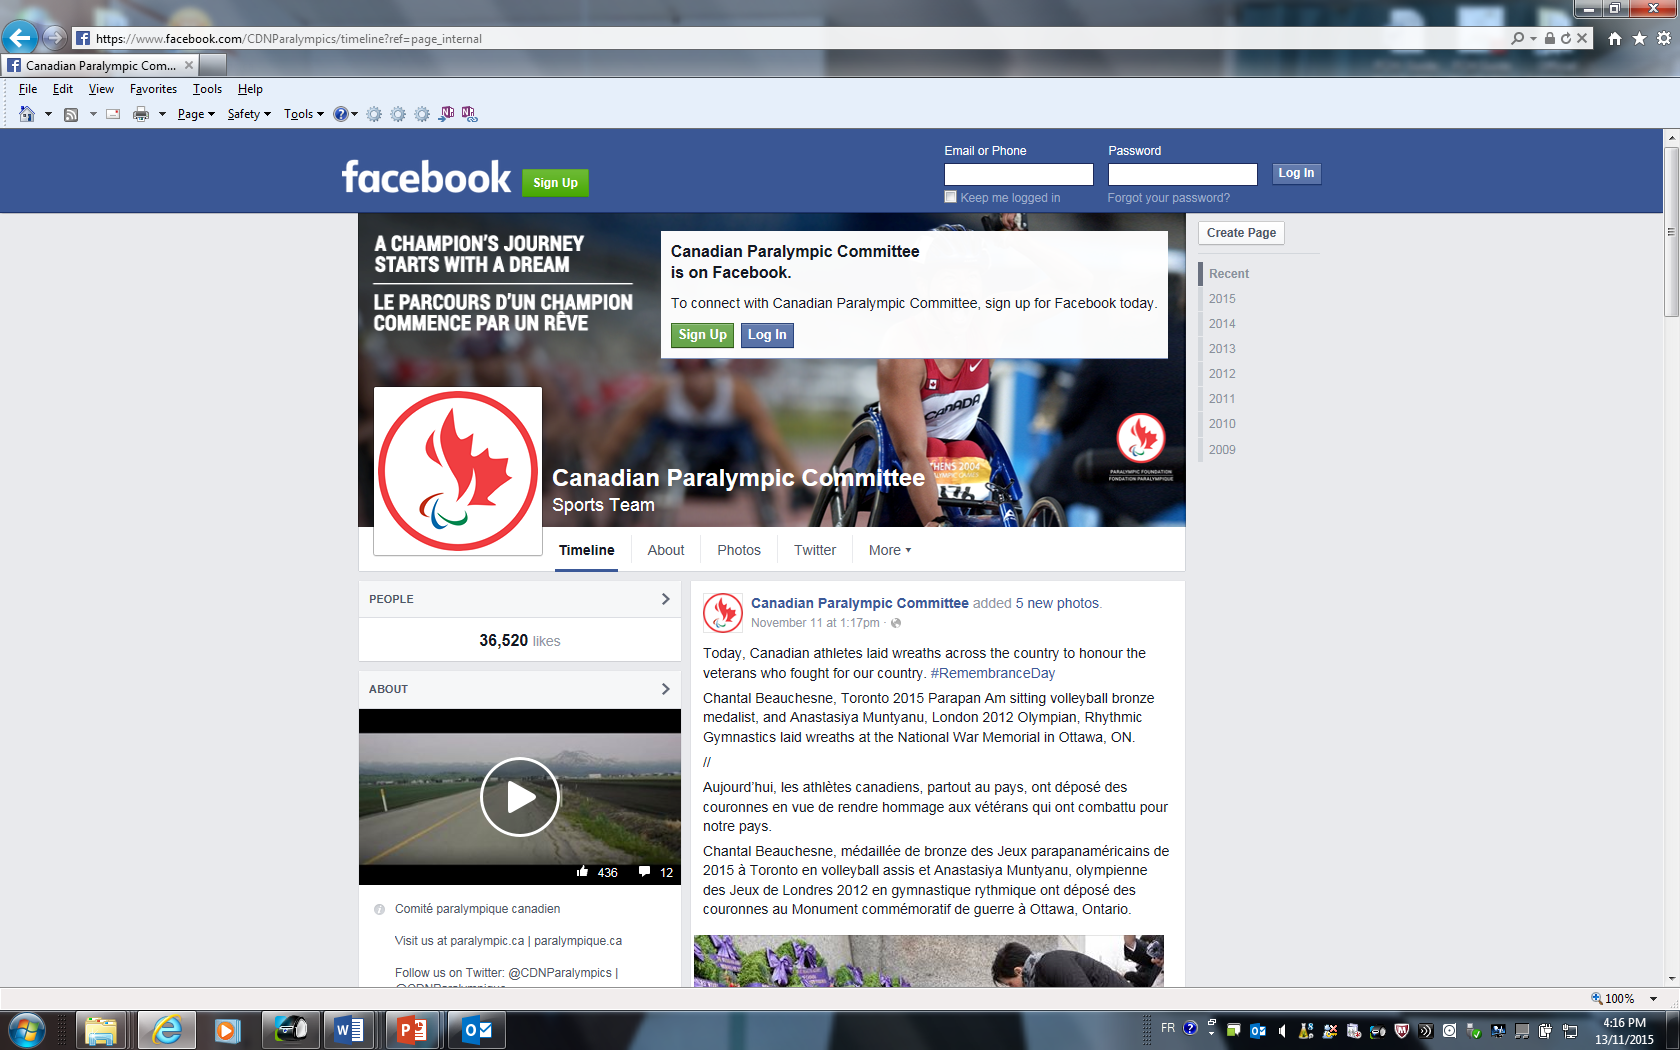 https://www.facebook.com/CDNParalympics/timeline?ref=page_internal
Canadian Paralympic Com...
File Edit View Favorites Tools Help
Page Safety Tools
facebook
Sign Up
Email or Phone
Password
Log In
Keep me logged in
Forgot your password?
A CHAMPION'S JOURNEY
STARTS WITH A DREAM
LE PARCOURS D'UN CHAMPION
COMMENCE PAR UN RÊVE
Canadian Paralympic Committee
is on Facebook.
To connect with Canadian Paralympic Committee, sign up for Facebook today.
Sign Up Log In
CANADA
ATHENS 2004
PARALYMPIC FOUNDATION
FONDATION PARALYMPIQUE
Canadian Paralympic Committee
Sports Team
Create Page
Recent
2015
2014
2013
2012
2011
2010
2009
Timeline About Photos Twitter More
PEOPLE
36,520 likes
ABOUT
436 12
Comité paralympique canadien
Visit us at paralympic.ca | paralympique.ca
Follow us on Twitter: @CDNParalympics |
@CDNParalympique
Canadian Paralympic Committee added 5 new photos.
November 11 at 1:17pm ·
Today, Canadian athletes laid wreaths across the country to honour the
veterans who fought for our country. #RemembranceDay
Chantal Beauchesne, Toronto 2015 Parapan Am sitting volleyball bronze
medalist, and Anastasiya Muntyanu, London 2012 Olympian, Rhythmic
Gymnastics laid wreaths at the National War Memorial in Ottawa, ON.
//
Aujourd'hui, les athlètes canadiens, partout au pays, ont déposé des
couronnes en vue de rendre hommage aux vétérans qui ont combattu pour
notre pays.
Chantal Beauchesne, médaillée de bronze des Jeux parapanaméricains de
2015 à Toronto en volleyball assis et Anastasiya Muntyanu, olympienne
des Jeux de Londres 2012 en gymnastique rythmique ont déposé des
couronnes au Monument commémoratif de guerre à Ottawa, Ontario.
100%
FR
4:16 PM
13/11/2015